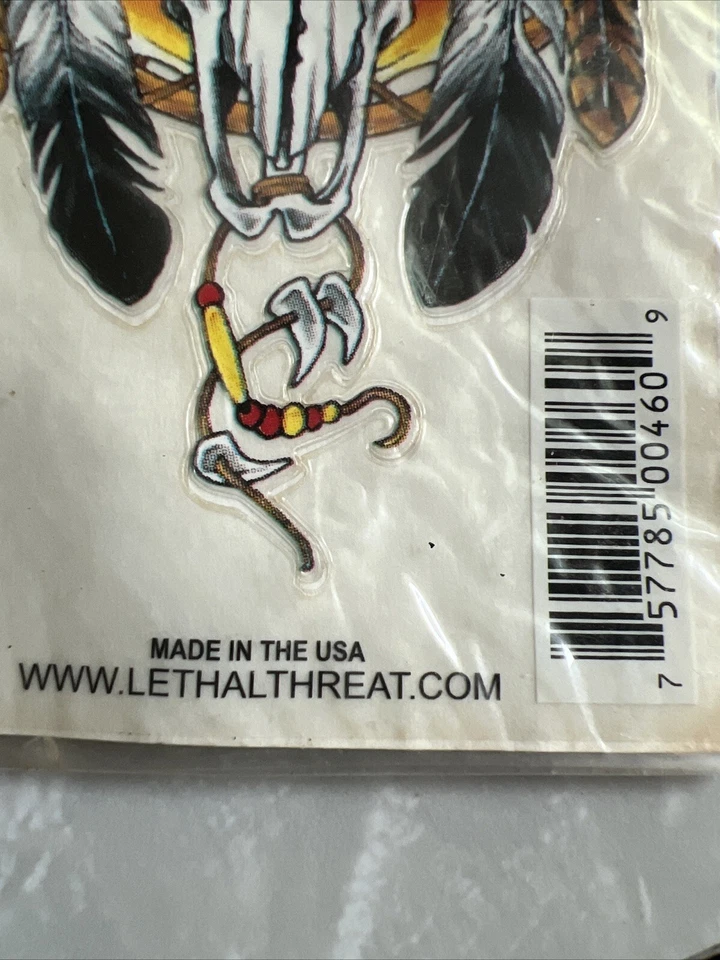 MADE IN THE USA
WWW.LETHALTHREAT.COM
7 57785 00460 9